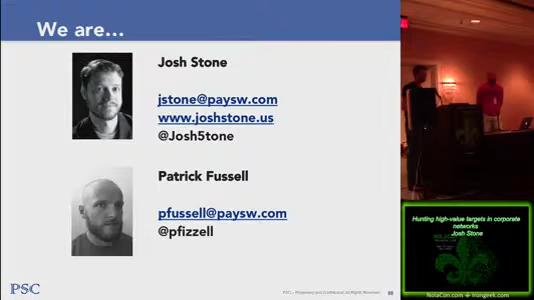 We are...
Josh Stone
jstone@paysw.com
www.joshstone.us
@Josh5tone
Patrick Fussell
pfussell@paysw.com
@pfizzell
PSC
PSC – Proprietary and Confidential. All Rights Reserved.
Hunting high-value targets in corporate
networks
Josh Stone
NolaCon.com
Irongeek.com